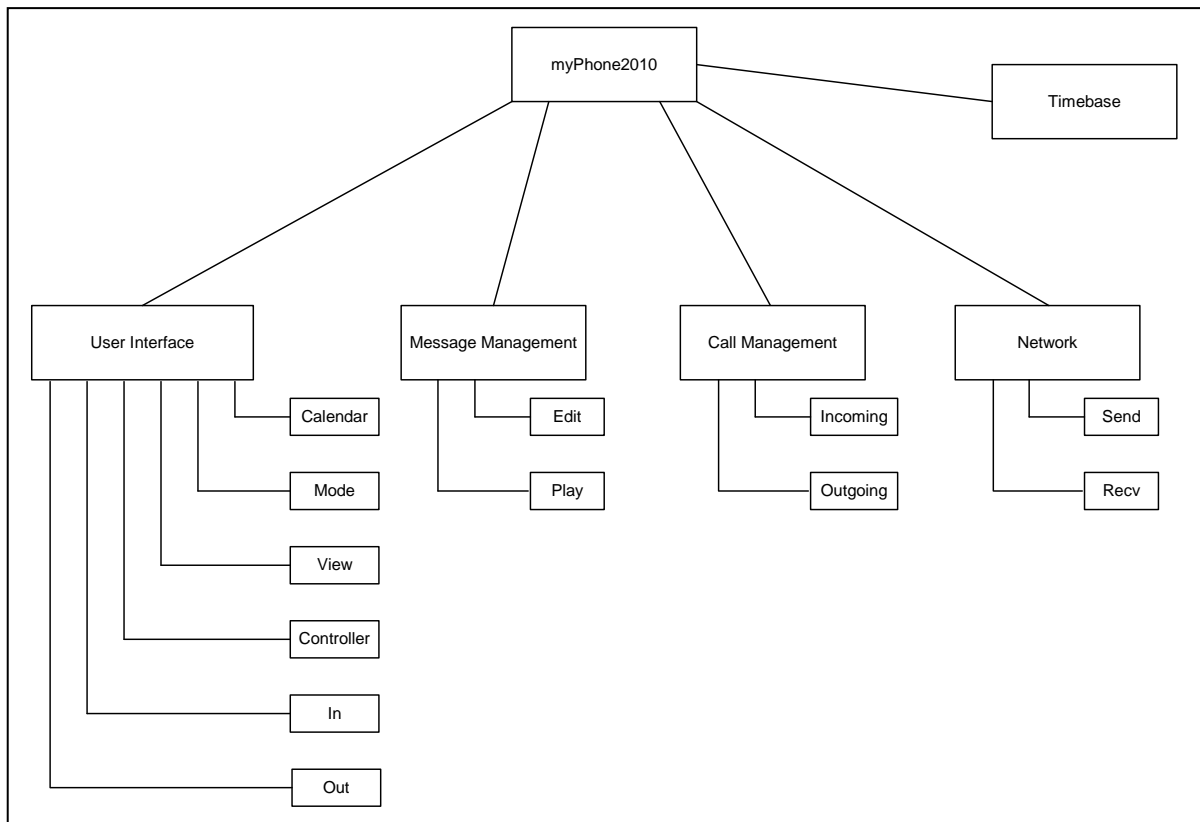 myPhone2010
Timebase
User Interface
Message Management
Call Management
Network
Calendar
Edit
Incoming
Send
Mode
Play
Outgoing
Recv
View
Controller
In
Out